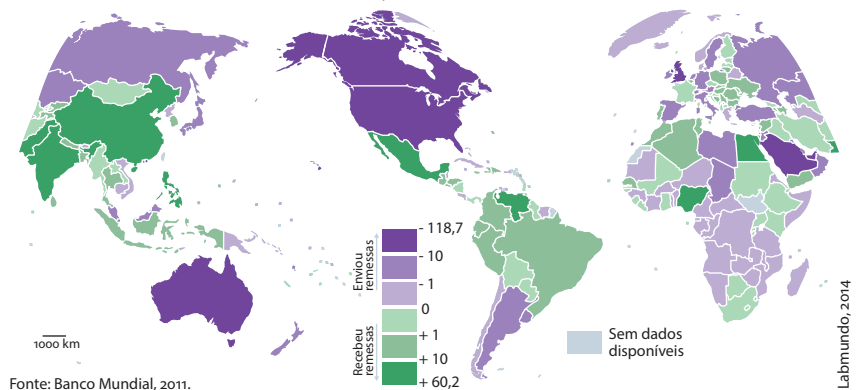 - 118,7
- 10
- 1
0
+ 1
+ 10
+ 60,2
Enviou
remessas
Recebeu
remessas
Sem dados
disponíveis
1000 km
Fonte: Banco Mundial, 2011.
Labmundo, 2014